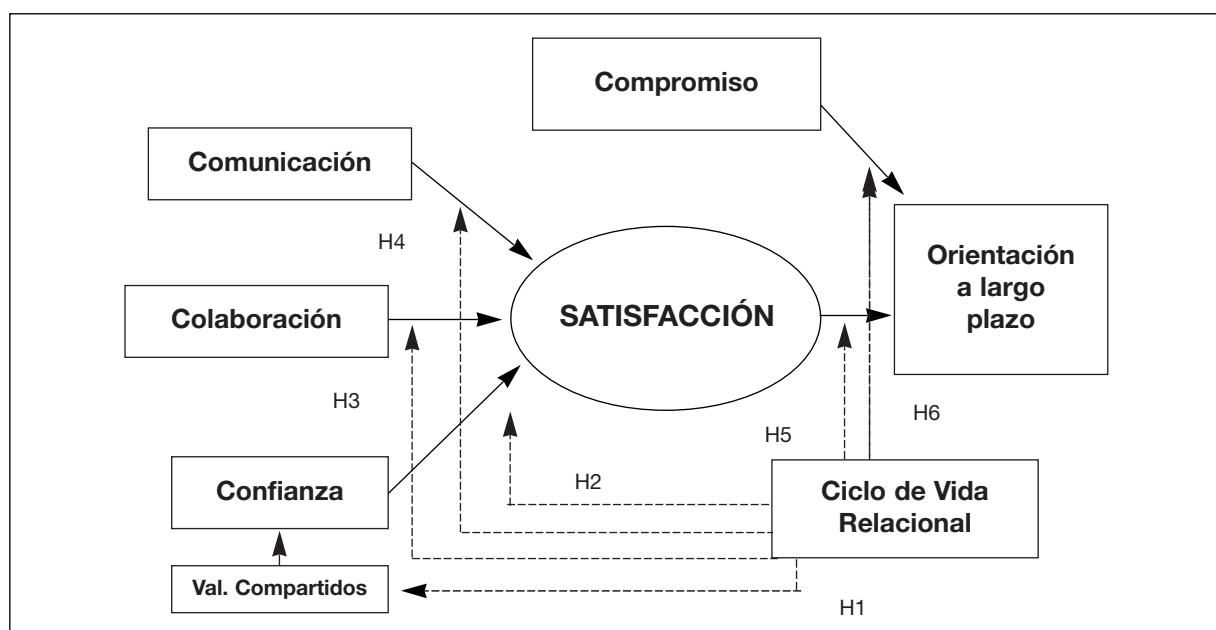 Compromiso
Comunicación
H4
Orientación
a largo
plazo
Colaboración
SATISFACCIÓN
H3
H6
H5
Confianza
H2
Ciclo de Vida
Relacional
Val. Compartidos
H1